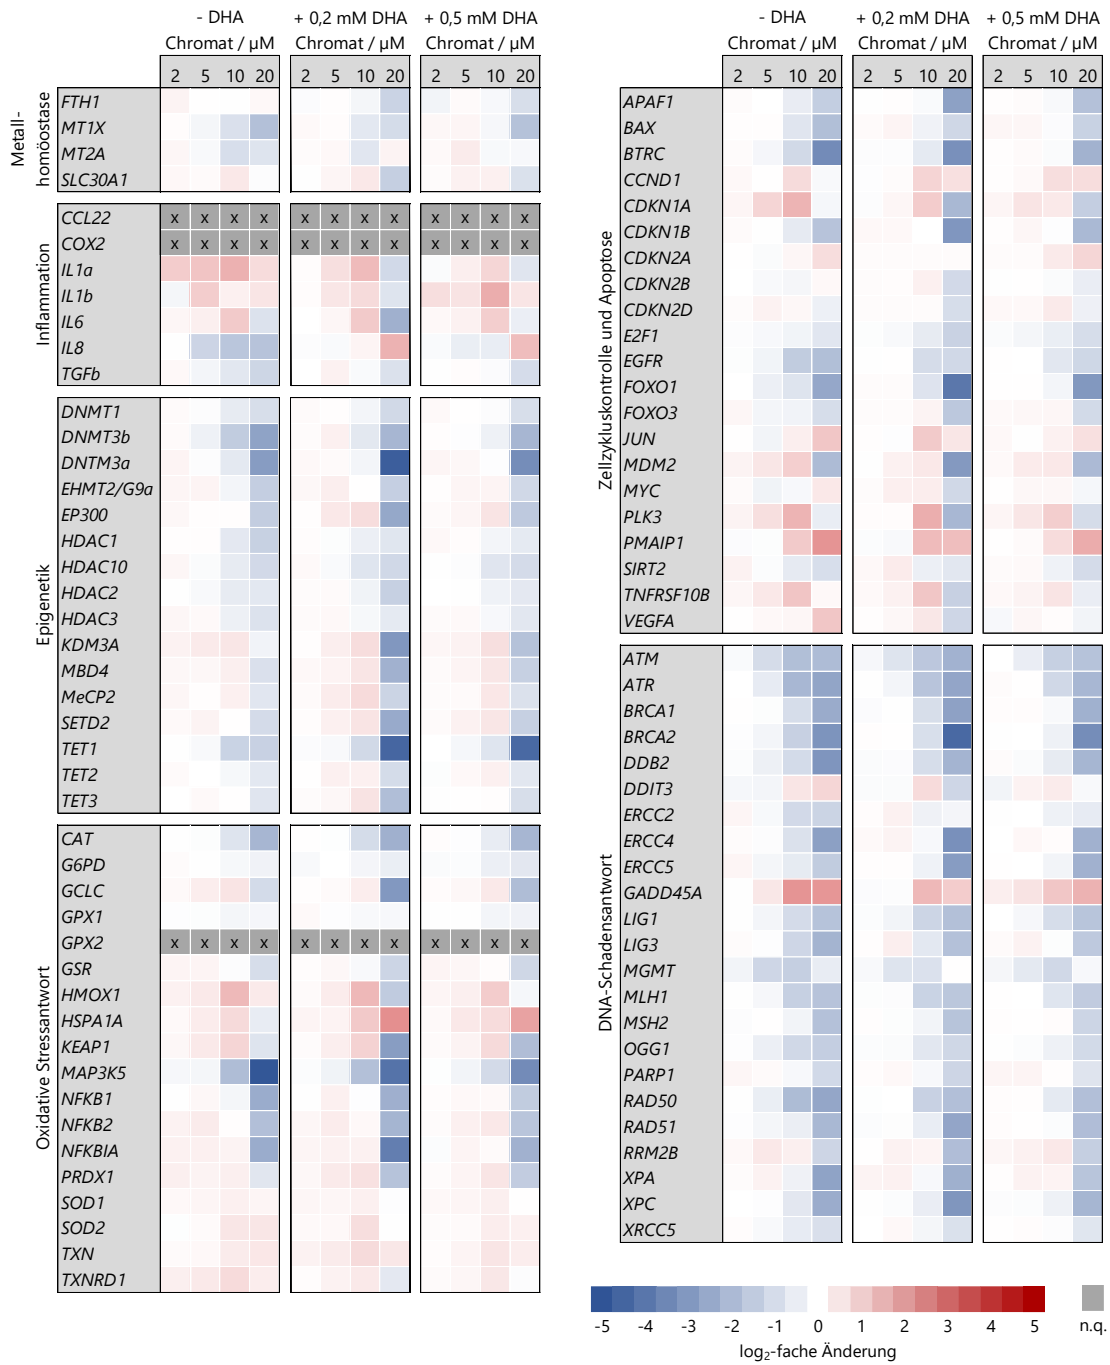 - DHA
+ 0,2 mM DHA
+ 0,5 mM DHA
Chromat / µM
Chromat / µM
Chromat / µM
2 5 10 20
2 5 10 20
2 5 10 20
Metall-
homöostase
FTH1
MT1X
MT2A
SLC30A1
Inflammation
CCL22 x x x x x x x x x x x x
COX2 x x x x x x x x x x x x
IL1a
IL1b
IL6
IL8
TGFb
Epigenetik
DNMT1
DNMT3b
DNTM3a
EHMT2/G9a
EP300
HDAC1
HDAC10
HDAC2
HDAC3
KDM3A
MBD4
MeCP2
SETD2
TET1
TET2
TET3
Oxidative Stressantwort
CAT
G6PD
GCLC
GPX1
GPX2 x x x x x x x x x x x x
GSR
HMOX1
HSPA1A
KEAP1
MAP3K5
NFKB1
NFKB2
NFKBIA
PRDX1
SOD1
SOD2
TXN
TXNRD1
- DHA
+ 0,2 mM DHA
+ 0,5 mM DHA
Chromat / µM
Chromat / µM
Chromat / µM
2 5 10 20
2 5 10 20
2 5 10 20
Zellzykluskontrolle und Apoptose
APAF1
BAX
BTRC
CCND1
CDKN1A
CDKN1B
CDKN2A
CDKN2B
CDKN2D
E2F1
EGFR
FOXO1
FOXO3
JUN
MDM2
MYC
PLK3
PMAIP1
SIRT2
TNFRSF10B
VEGFA
DNA-Schadensantwort
ATM
ATR
BRCA1
BRCA2
DDB2
DDIT3
ERCC2
ERCC4
ERCC5
GADD45A
LIG1
LIG3
MGMT
MLH1
MSH2
OGG1
PARP1
RAD50
RAD51
RRM2B
XPA
XPC
XRCC5
-5 -4 -3 -2 -1 0 1 2 3 4 5
n.q.
log₂-fache Änderung